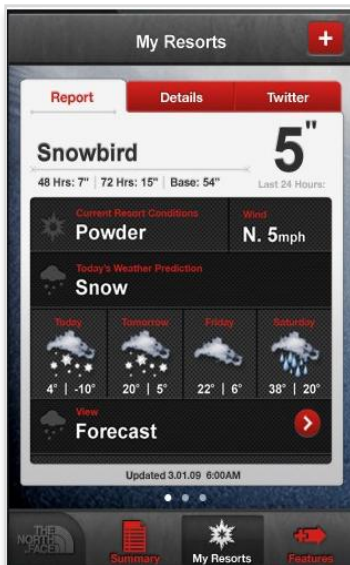 My Resorts
+
Report Details Twitter
Snowbird
5"
48 Hrs: 7" | 72 Hrs: 15" | Base: 54"
Last 24 Hours:
Current Resort Conditions
Powder
Wind
N. 5mph
Today's Weather Prediction
Snow
Today Tomorrow Friday Saturday
4° | -10° 20° | 5° 22° | 6° 38° | 20°
View
Forecast
Updated 3.01.09 6:00AM
THE
NORTH
FACE
Summary My Resorts Features